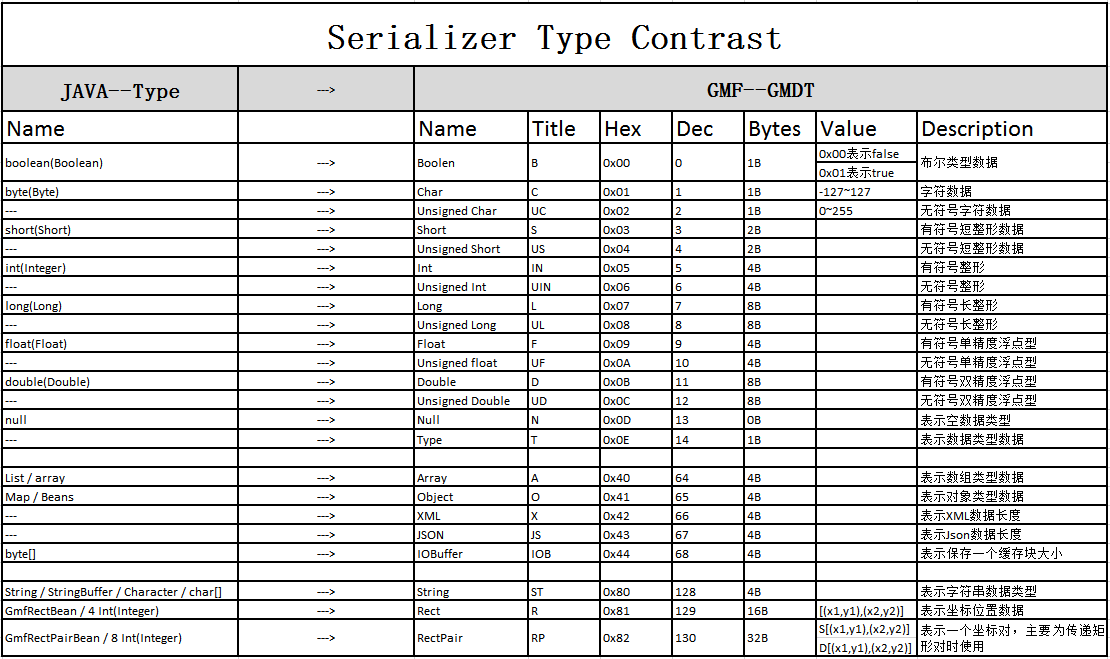 Serializer Type Contrast
JAVA--Type ---> GMF--GMDT
Name Name Title Hex Dec Bytes Value Description
boolean(Boolean) ---> Boolen B 0x00 0 1B 0x00表示false 布尔类型数据
0x01表示true
byte(Byte) ---> Char C 0x01 1 1B -127~127 字符数据
--- ---> Unsigned Char UC 0x02 2 1B 0~255 无符号字符数据
short(Short) ---> Short S 0x03 3 2B 有符号短整形数据
--- ---> Unsigned Short US 0x04 4 2B 无符号短整形数据
int(Integer) ---> Int IN 0x05 5 4B 有符号整形
--- ---> Unsigned Int UIN 0x06 6 4B 无符号整形
long(Long) ---> Long L 0x07 7 8B 有符号长整形
--- ---> Unsigned Long UL 0x08 8 8B 无符号长整形
float(Float) ---> Float F 0x09 9 4B 有符号单精度浮点型
--- ---> Unsigned float UF 0x0A 10 4B 无符号单精度浮点型
double(Double) ---> Double D 0x0B 11 8B 有符号双精度浮点型
--- ---> Unsigned Double UD 0x0C 12 8B 无符号双精度浮点型
null ---> Null N 0x0D 13 0B 表示空数据类型
--- ---> Type T 0x0E 14 1B 表示数据类型数据
List / array ---> Array A 0x40 64 4B 表示数组类型数据
Map / Beans ---> Object O 0x41 65 4B 表示对象类型数据
--- ---> XML X 0x42 66 4B 表示XML数据长度
--- ---> JSON JS 0x43 67 4B 表示Json数据长度
byte[] ---> IOBuffer IOB 0x44 68 4B 表示保存一个缓存块大小
String / StringBuffer / Character / char[] ---> String ST 0x80 128 4B 表示字符串数据类型
GmfRectBean / 4 Int(Integer) ---> Rect R 0x81 129 16B [(x1,y1),(x2,y2)] 表示坐标位置数据
GmfRectPairBean / 8 Int(Integer) ---> RectPair RP 0x82 130 32B S[(x1,y1),(x2,y2)] 表示一个坐标对，主要为传递矩
D[(x1,y1),(x2,y2)] 形对时使用